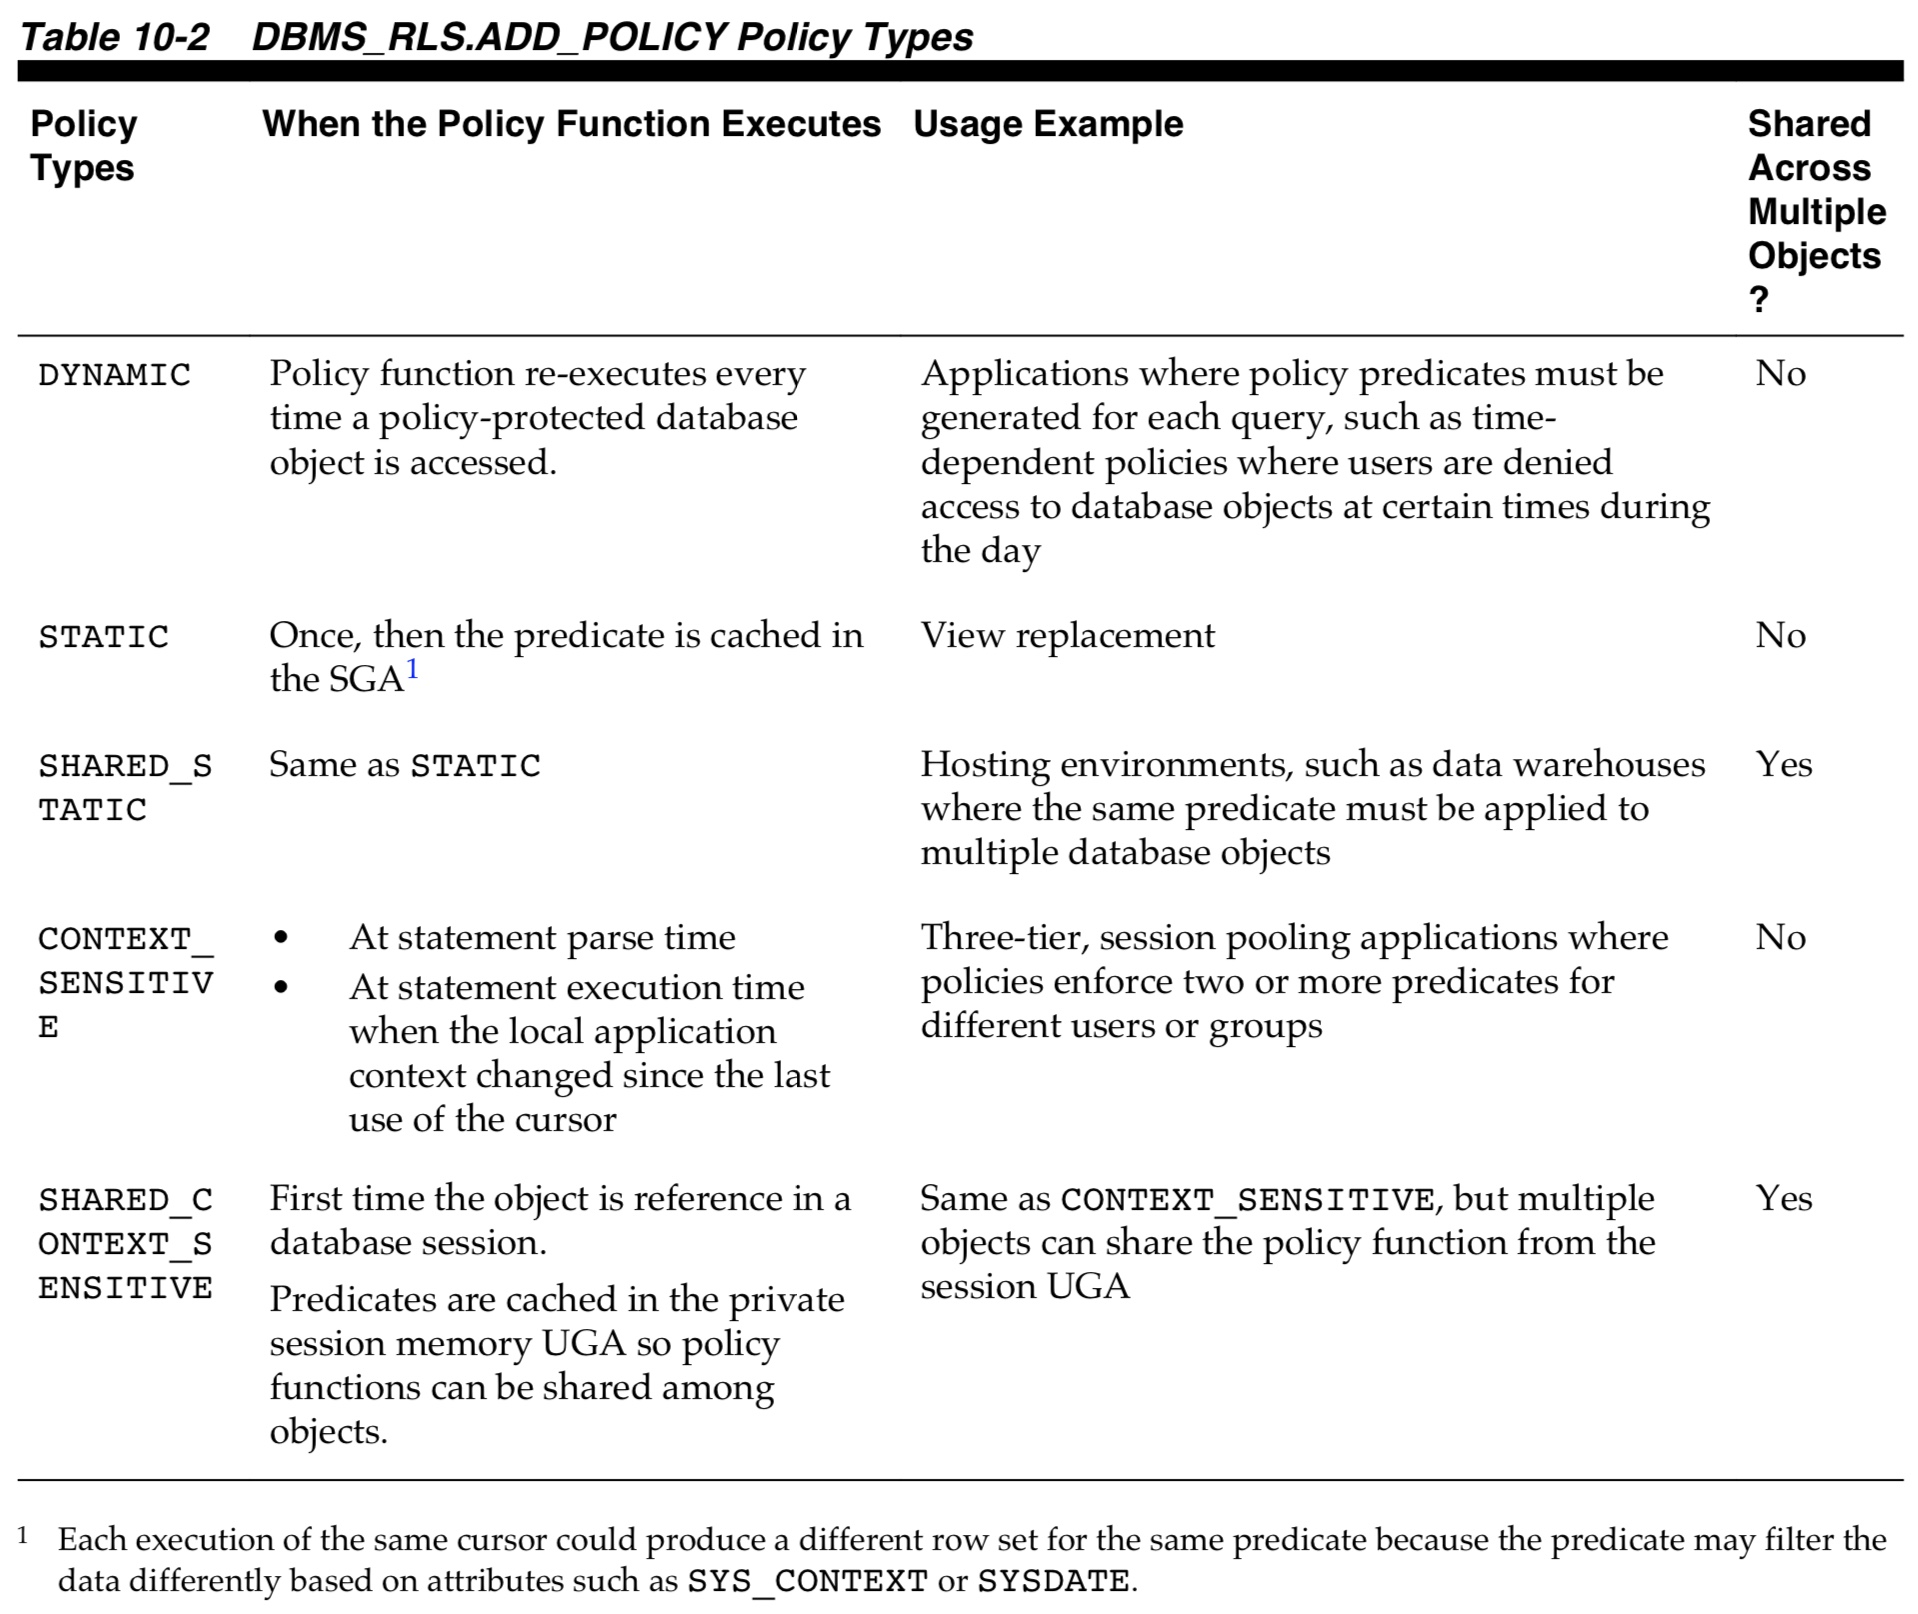 Table 10-2 DBMS_RLS.ADD_POLICY Policy Types
Policy Types
When the Policy Function Executes
Usage Example
Shared Across Multiple Objects ?
DYNAMIC
Policy function re-executes every
time a policy-protected database
object is accessed.
Applications where policy predicates must be
generated for each query, such as time-
dependent policies where users are denied
access to database objects at certain times during
the day
No
STATIC
Once, then the predicate is cached in
the SGA1
View replacement
No
SHARED_S
TATIC
Same as STATIC
Hosting environments, such as data warehouses
where the same predicate must be applied to
multiple database objects
Yes
CONTEXT_
SENSITIV
E
• At statement parse time
• At statement execution time
when the local application
context changed since the last
use of the cursor
Three-tier, session pooling applications where
policies enforce two or more predicates for
different users or groups
No
SHARED_C
ONTEXT_S
ENSITIVE
First time the object is reference in a
database session.
Predicates are cached in the private
session memory UGA so policy
functions can be shared among
objects.
Same as CONTEXT_SENSITIVE, but multiple
objects can share the policy function from the
session UGA
Yes
1 Each execution of the same cursor could produce a different row set for the same predicate because the predicate may filter the
data differently based on attributes such as SYS_CONTEXT or SYSDATE.